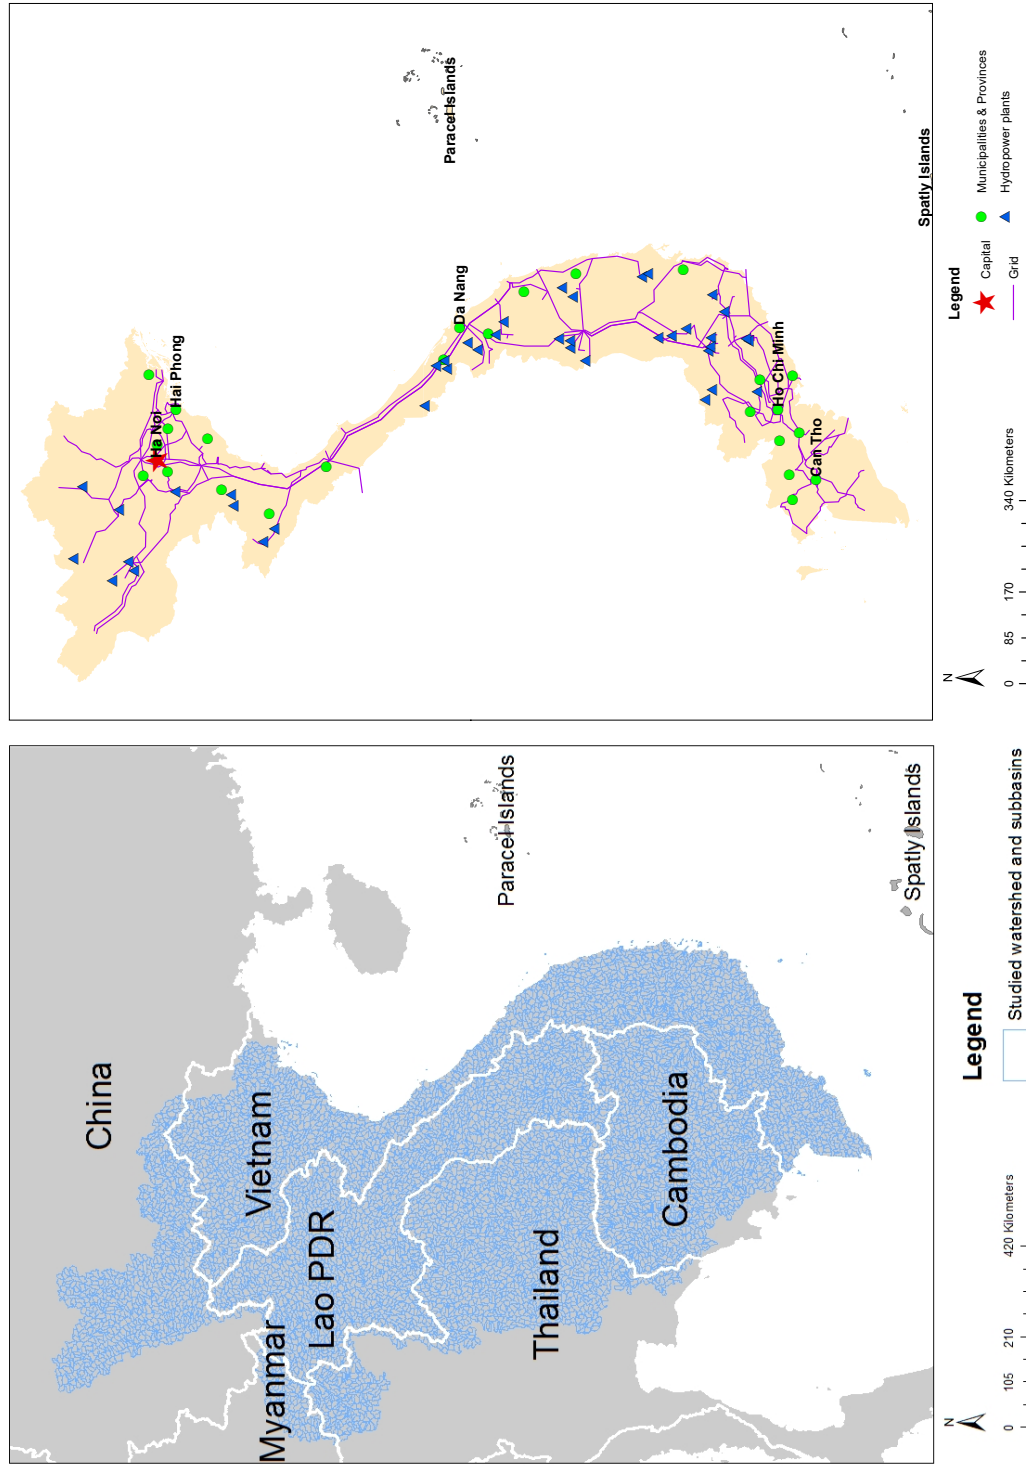 China
Vietnam
Myanmar
Lao PDR
Thailand
Cambodia
Paracel Islands
Spatly Islands
N
0 105 210 420 Kilometers
Legend
Studied watershed and subbasins
Ha Noi
Hai Phong
Da Nang
Paracel Islands
Ho Chi Minh
Can Tho
Spatly Islands
N
0 85 170 340 Kilometers
Legend
Capital
Municipalities & Provinces
Grid
Hydropower plants